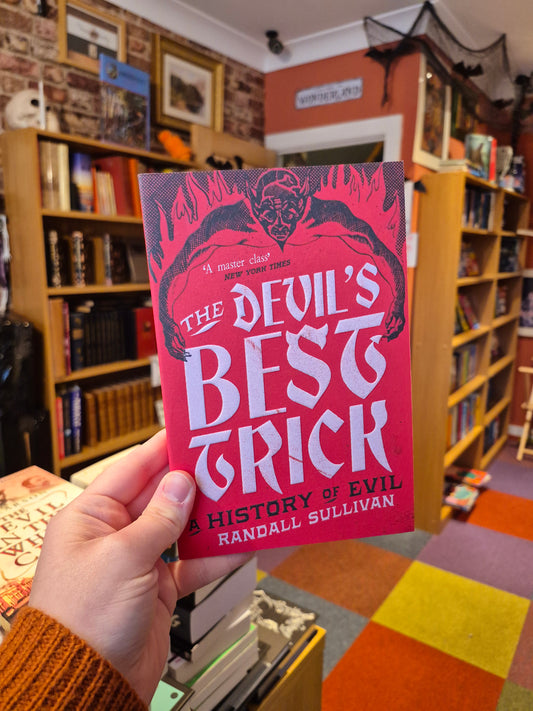 'A master class'
NEW YORK TIMES
THE DEVIL'S
BEST
TRICK
A HISTORY OF EVIL
RANDALL SULLIVAN